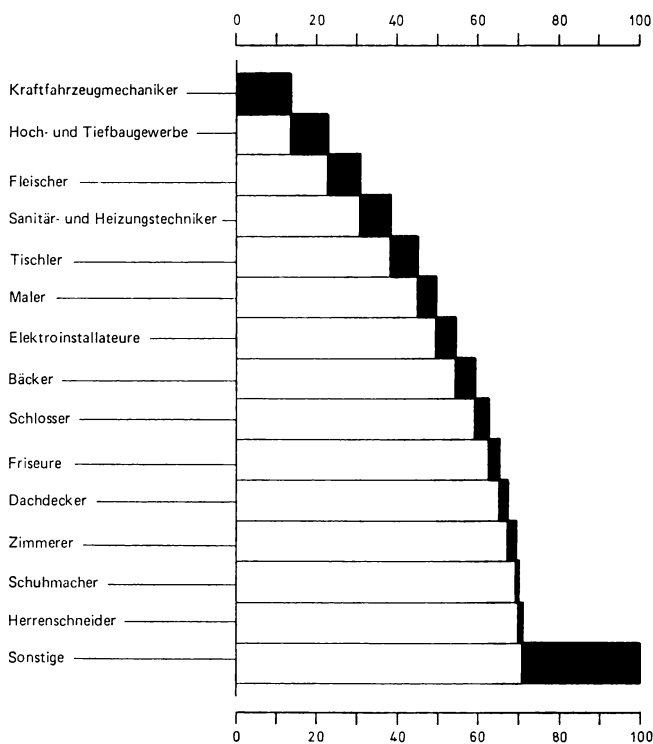 0 20 40 60 80 100
Kraftfahrzeugmechaniker
Hoch- und Tiefbaugewerbe
Fleischer
Sanitär- und Heizungstechniker
Tischler
Maler
Elektroinstallateure
Bäcker
Schlosser
Friseure
Dachdecker
Zimmerer
Schuhmacher
Herrenschneider
Sonstige
0 20 40 60 80 100